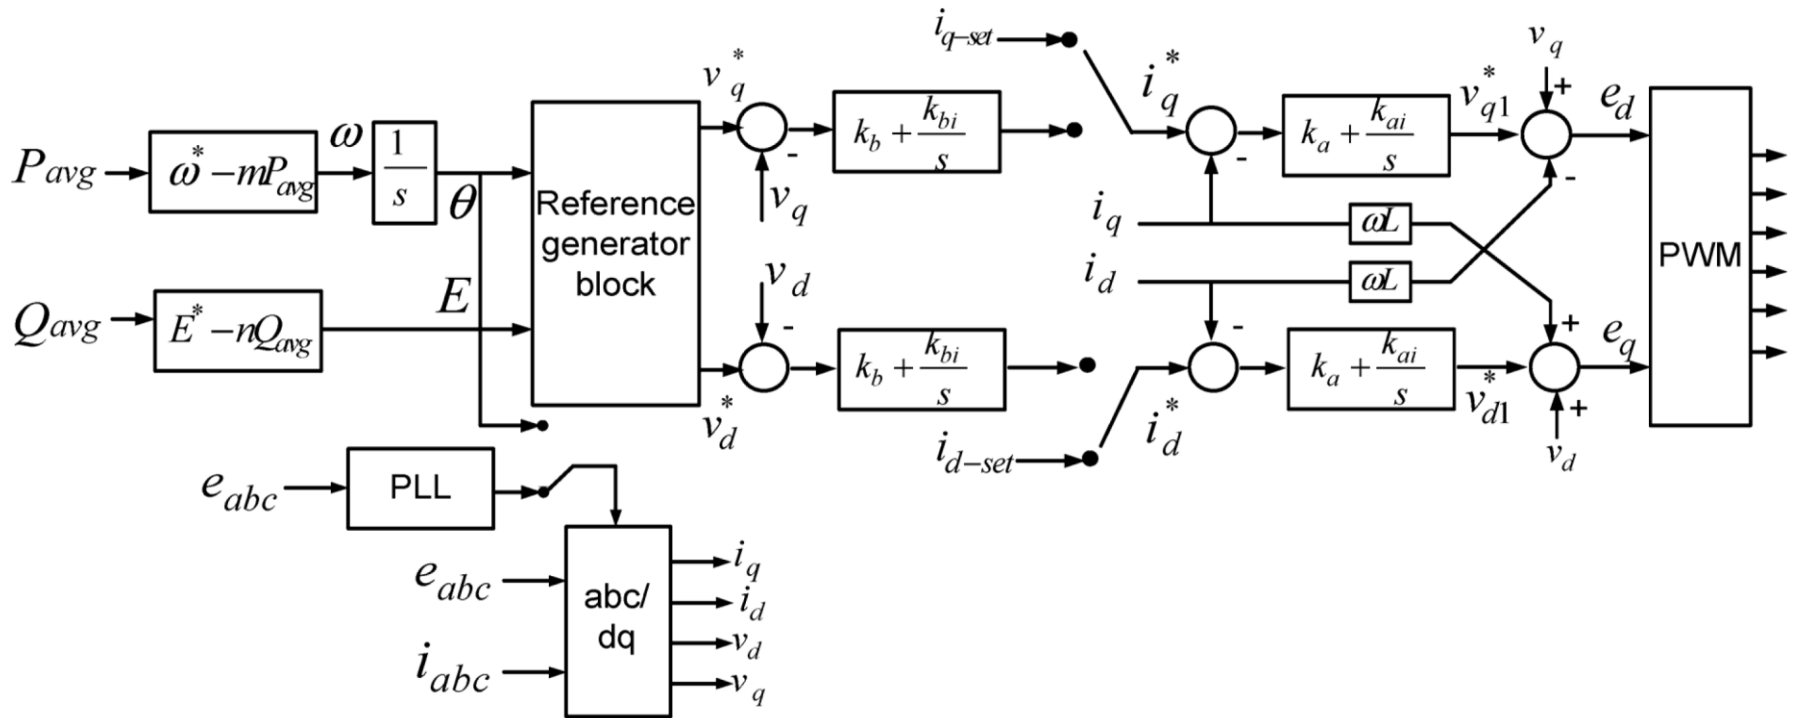 P_avg
ω* − mP_avg
ω
1/s
θ
Q_avg
E* − nQ_avg
E
Reference
generator
block
v_q*
-
v_q
v_d
-
v_d*
k_b + k_bi/s
k_b + k_bi/s
i_q−set
i_q*
-
i_q
i_d
-
i_d*
i_d−set
k_a + k_ai/s
v_q1*
v_q
+
-
e_d
ωL
ωL
k_a + k_ai/s
v_d1*
+
+
v_d
e_q
PWM
e_abc
PLL
e_abc
i_abc
abc/
dq
i_q
i_d
v_d
v_q